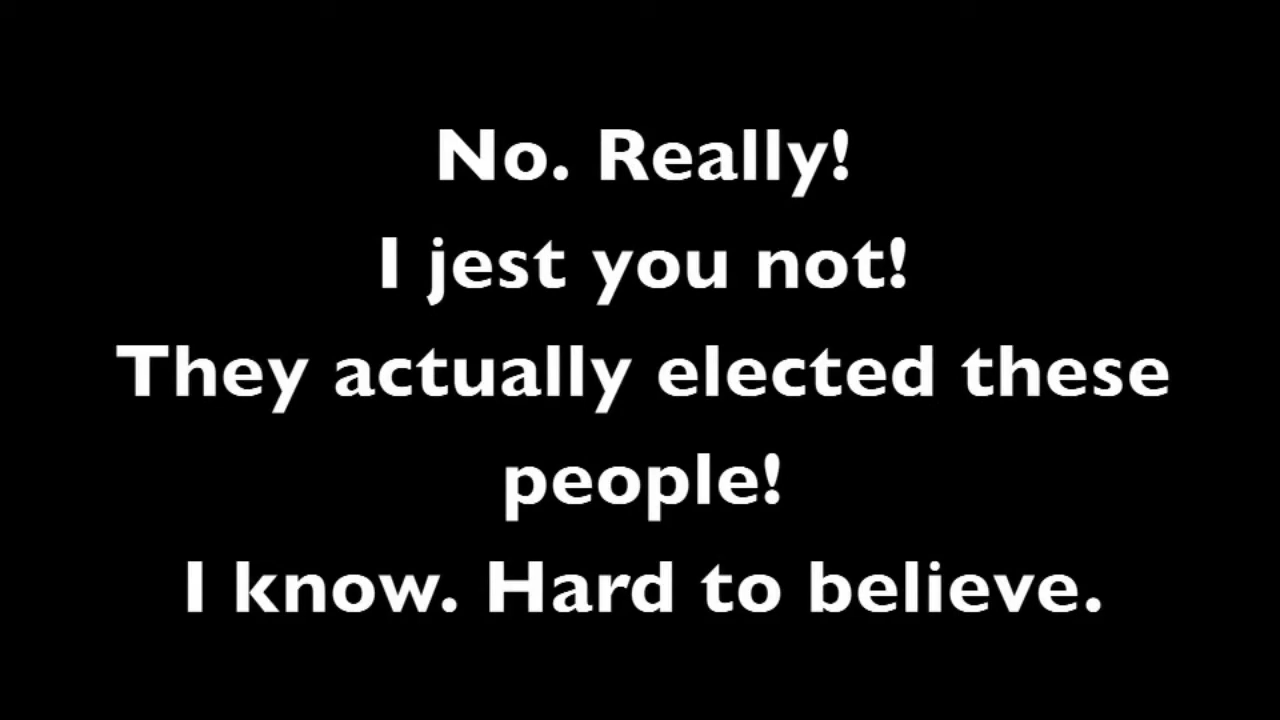 No. Really!
I jest you not!
They actually elected these
people!
I know. Hard to believe.